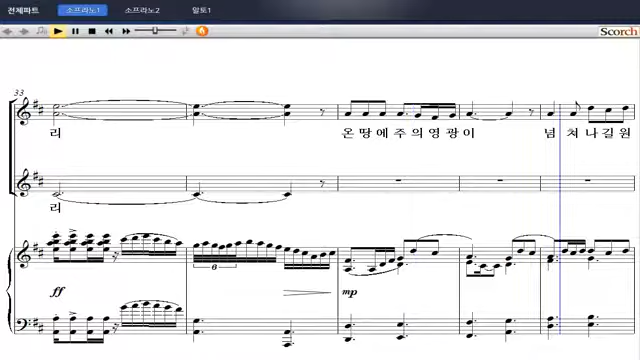 전체파트 소프라노1 소프라노2 알토1
Scorch
33
리 온 땅 에 주 의 영 광 이 넘 쳐 나 길 원
리
6
ff mp